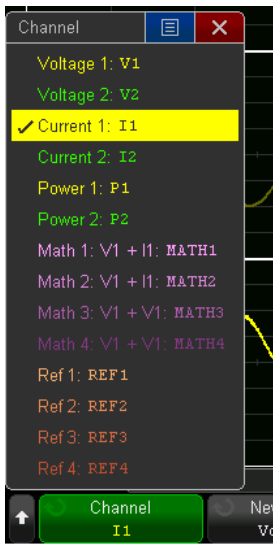 Channel
Voltage 1: V1
Voltage 2: V2
Current 1: I1
Current 2: I2
Power 1: P1
Power 2: P2
Math 1: V1 + I1: MATH1
Math 2: V1 + I1: MATH2
Math 3: V1 + V1: MATH3
Math 4: V1 + V1: MATH4
Ref 1: REF1
Ref 2: REF2
Ref 3: REF3
Ref 4: REF4
Channel
I1